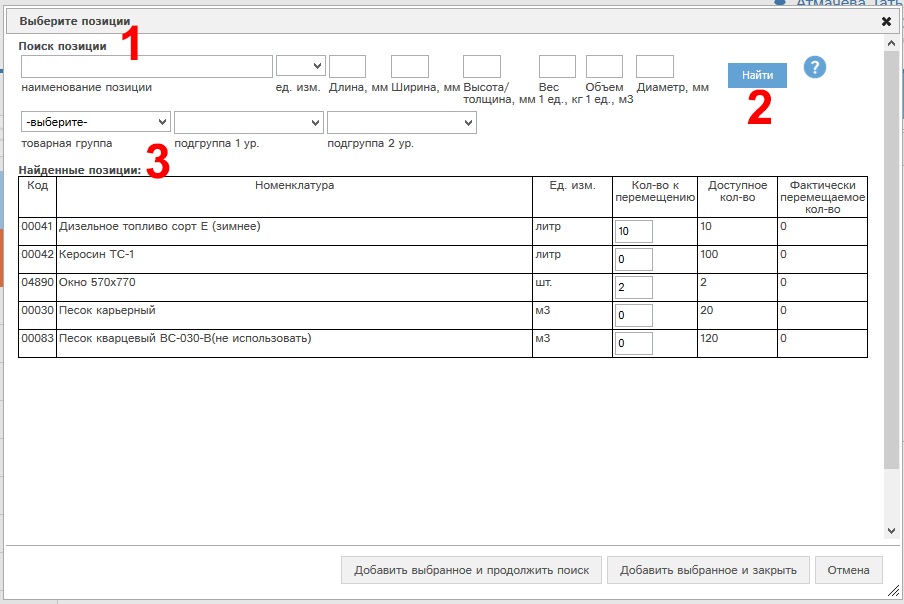 Атмачева Тать
Выберите позиции
1
Поиск позиции
наименование позиции ед. изм. Длина, мм Ширина, мм Высота/ Вес Объем Диаметр, мм
толщина, мм 1 ед., кг 1 ед., м3
Найти
?
2
-выберите-
товарная группа подгруппа 1 ур. подгруппа 2 ур.
3
Найденные позиции:
Код Номенклатура Ед. изм. Кол-во к Доступное Фактически
перемещению кол-во перемещаемое
кол-во
00041 Дизельное топливо сорт Е (зимнее) литр 10 10 0
00042 Керосин ТС-1 литр 0 100 0
04890 Окно 570х770 шт. 2 2 0
00030 Песок карьерный м3 0 20 0
00083 Песок кварцевый ВС-030-В(не использовать) м3 0 120 0
Добавить выбранное и продолжить поиск Добавить выбранное и закрыть Отмена